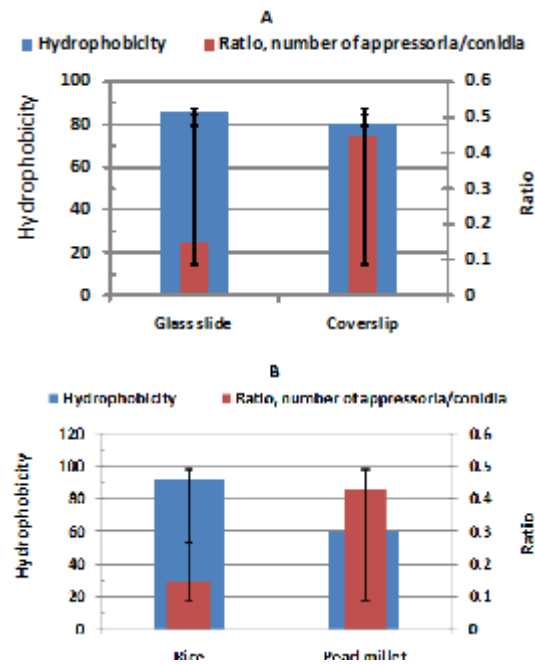 A
Hydrophobicity Ratio, number of appressoria/conidia
Hydrophobicity
Ratio
100
80
60
40
20
0
0.6
0.5
0.4
0.3
0.2
0.1
0
Glass slide Coverslip
B
Hydrophobicity Ratio, number of appressoria/conidia
Hydrophobicity
Ratio
120
100
80
60
40
20
0
0.6
0.5
0.4
0.3
0.2
0.1
0
Rice Pead millet